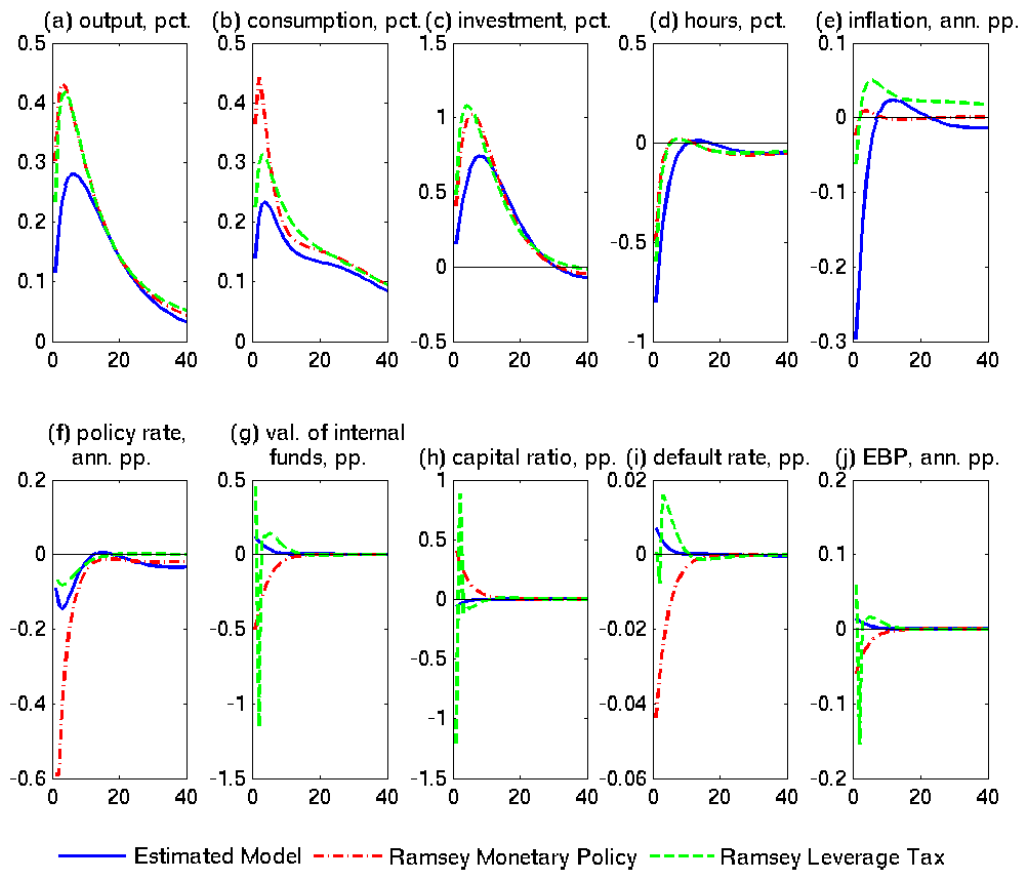 (a) output, pct.
0.5
0.4
0.3
0.2
0.1
0
0 20 40
(b) consumption, pct.
0.8
0.6
0.4
0.2
0
0 20 40
(c) investment, pct.
1.5
1
0.5
0
-0.5
0 20 40
(d) hours, pct.
0.5
0
-0.5
-1
0 20 40
(e) inflation, ann. pp.
0.1
0
-0.1
-0.2
-0.3
0 20 40
(f) policy rate,
ann. pp.
0.2
0
-0.2
-0.4
-0.6
0 20 40
(g) val. of internal
funds, pp.
0.5
0
-0.5
-1
-1.5
0 20 40
(h) capital ratio, pp.
1
0.5
0
-0.5
-1
-1.5
0 20 40
(i) default rate, pp.
0.02
0
-0.02
-0.04
-0.06
0 20 40
(j) EBP, ann. pp.
0.2
0.1
0
-0.1
-0.2
0 20 40
Estimated Model
Ramsey Monetary Policy
Ramsey Leverage Tax